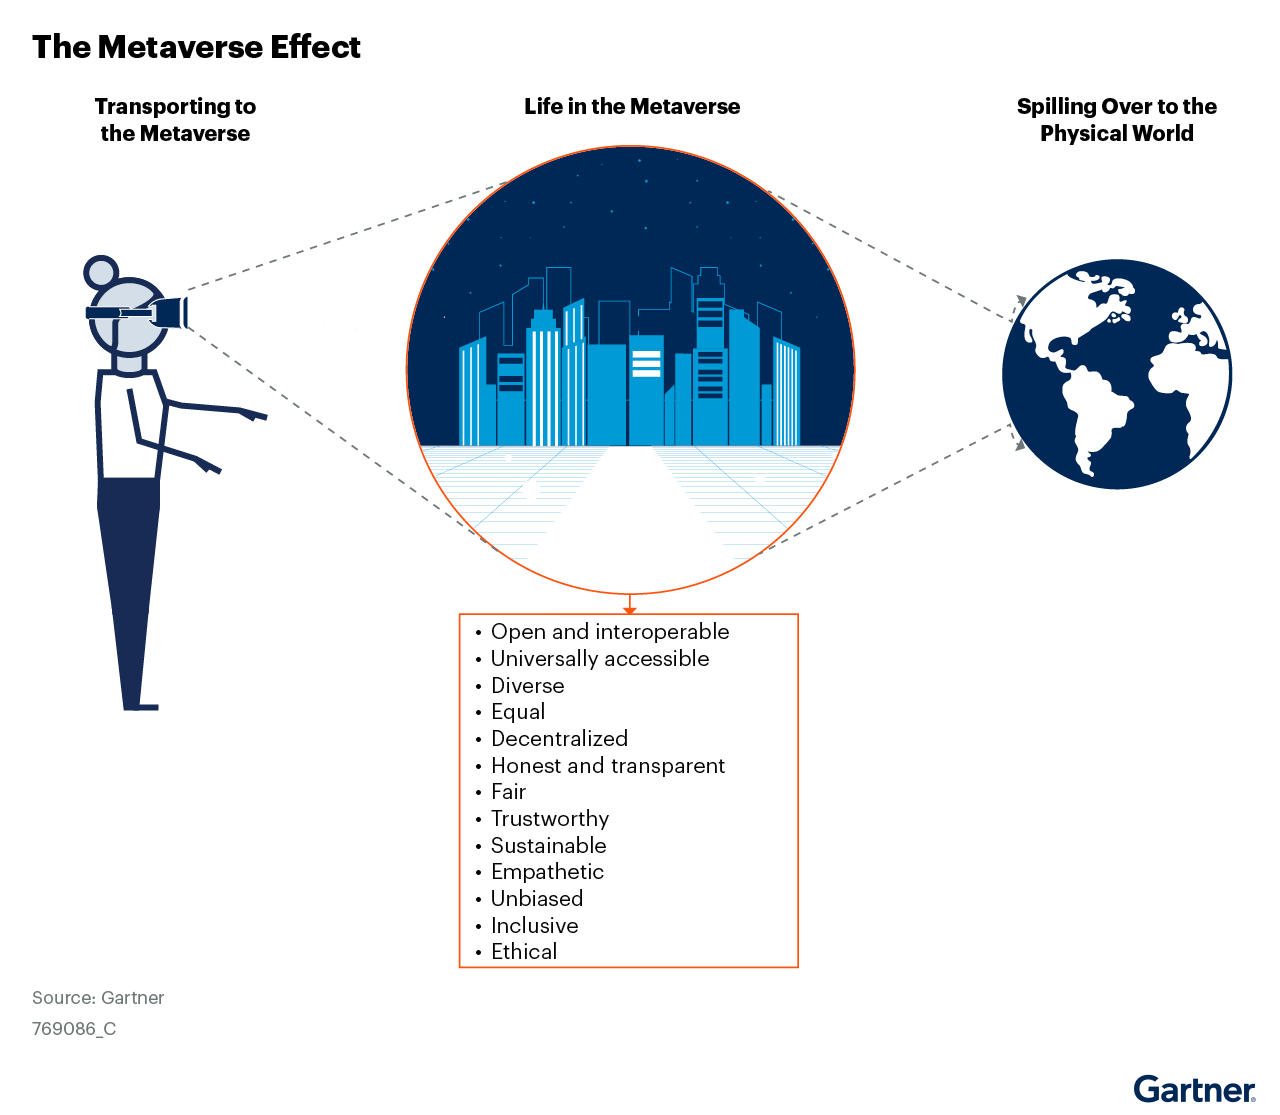 The Metaverse Effect
Transporting to
the Metaverse
Life in the Metaverse
Spilling Over to the
Physical World
• Open and interoperable
• Universally accessible
• Diverse
• Equal
• Decentralized
• Honest and transparent
• Fair
• Trustworthy
• Sustainable
• Empathetic
• Unbiased
• Inclusive
• Ethical
Source: Gartner
769086_C
Gartner®